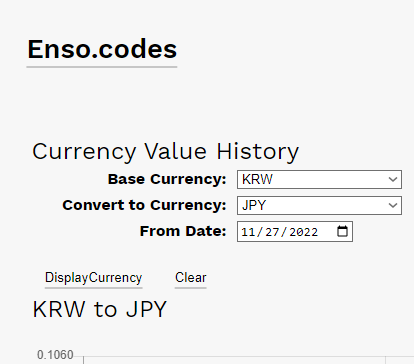 Enso.codes
Currency Value History
Base Currency: KRW
Convert to Currency: JPY
From Date: 11/27/2022
DisplayCurrency Clear
KRW to JPY
0.1060